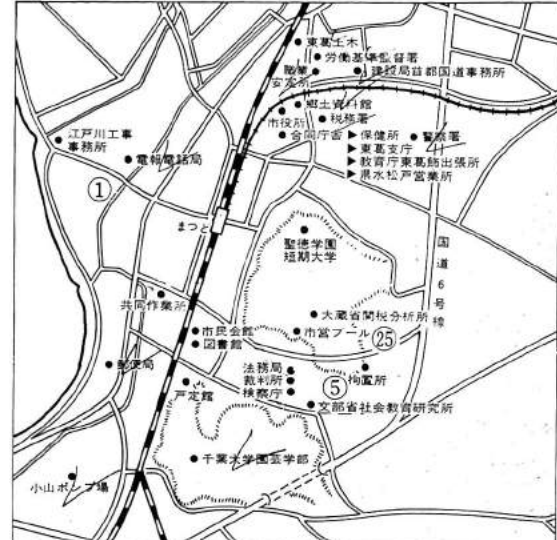 東葛土木
労働基準監督署
職業
安定所
建設局首都国道事務所
郷土資料館
市役所
税務署
合同庁舎
保健所
警察署
東葛支庁
教育庁東葛飾出張所
県水松戸営業所
江戸川工事
事務所
電報電話局
①
まつど
聖徳学園
短期大学
国道6号線
共同作業所
大蔵省関税分析所
市民会館
市営プール
㉕
図書館
郵便局
法務局
裁判所
検察庁
⑤
拘置所
戸定館
文部省社会教育研究所
千葉大学園芸学部
小山ポンプ場